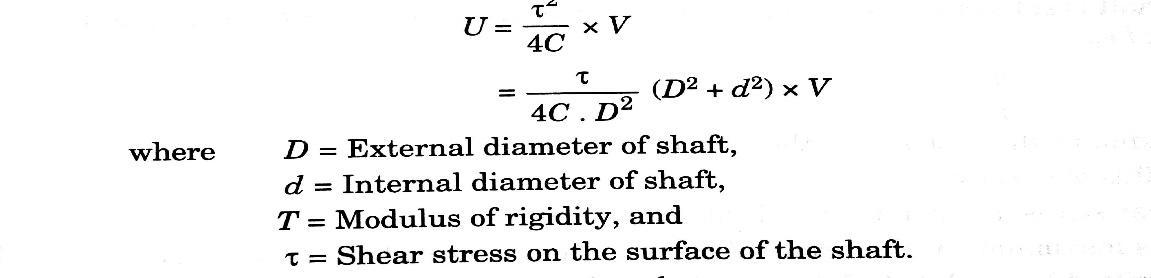 U = τ²/4C × V
= τ/4C . D² (D² + d²) × V
where D = External diameter of shaft,
d = Internal diameter of shaft,
T = Modulus of rigidity, and
τ = Shear stress on the surface of the shaft.